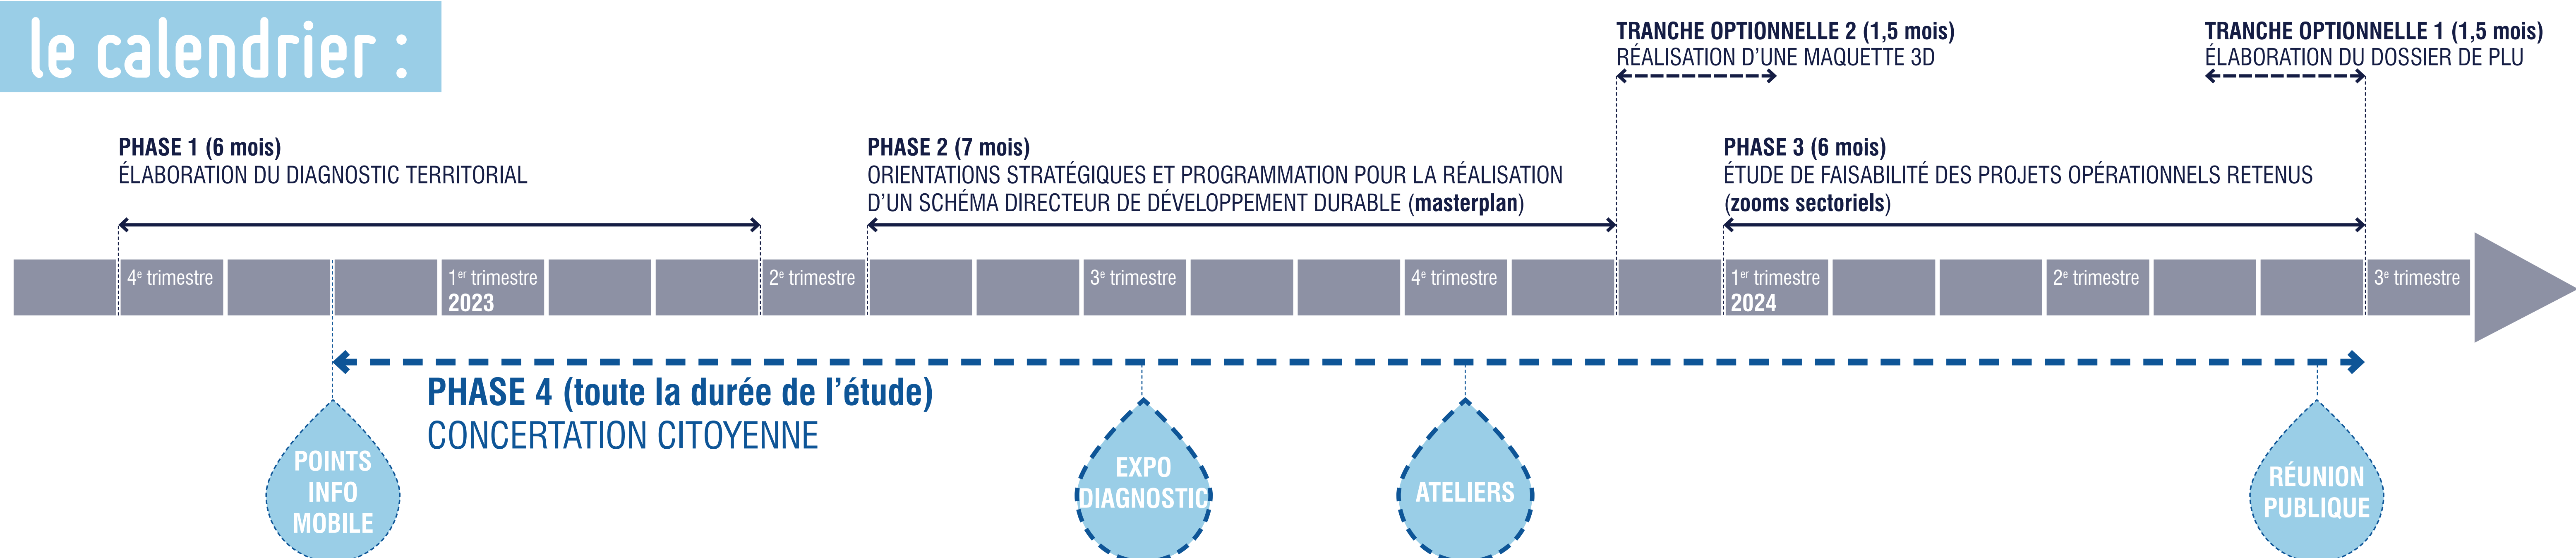 le calendrier :
TRANCHE OPTIONNELLE 2 (1,5 mois)
RÉALISATION D’UNE MAQUETTE 3D
TRANCHE OPTIONNELLE 1 (1,5 mois)
ÉLABORATION DU DOSSIER DE PLU
PHASE 1 (6 mois)
ÉLABORATION DU DIAGNOSTIC TERRITORIAL
PHASE 2 (7 mois)
ORIENTATIONS STRATÉGIQUES ET PROGRAMMATION POUR LA RÉALISATION
D’UN SCHÉMA DIRECTEUR DE DÉVELOPPEMENT DURABLE (masterplan)
PHASE 3 (6 mois)
ÉTUDE DE FAISABILITÉ DES PROJETS OPÉRATIONNELS RETENUS
(zooms sectoriels)
4e trimestre
1er trimestre
2023
2e trimestre
3e trimestre
4e trimestre
1er trimestre
2024
2e trimestre
3e trimestre
PHASE 4 (toute la durée de l’étude)
CONCERTATION CITOYENNE
POINTS
INFO
MOBILE
EXPO
DIAGNOSTIC
ATELIERS
RÉUNION
PUBLIQUE